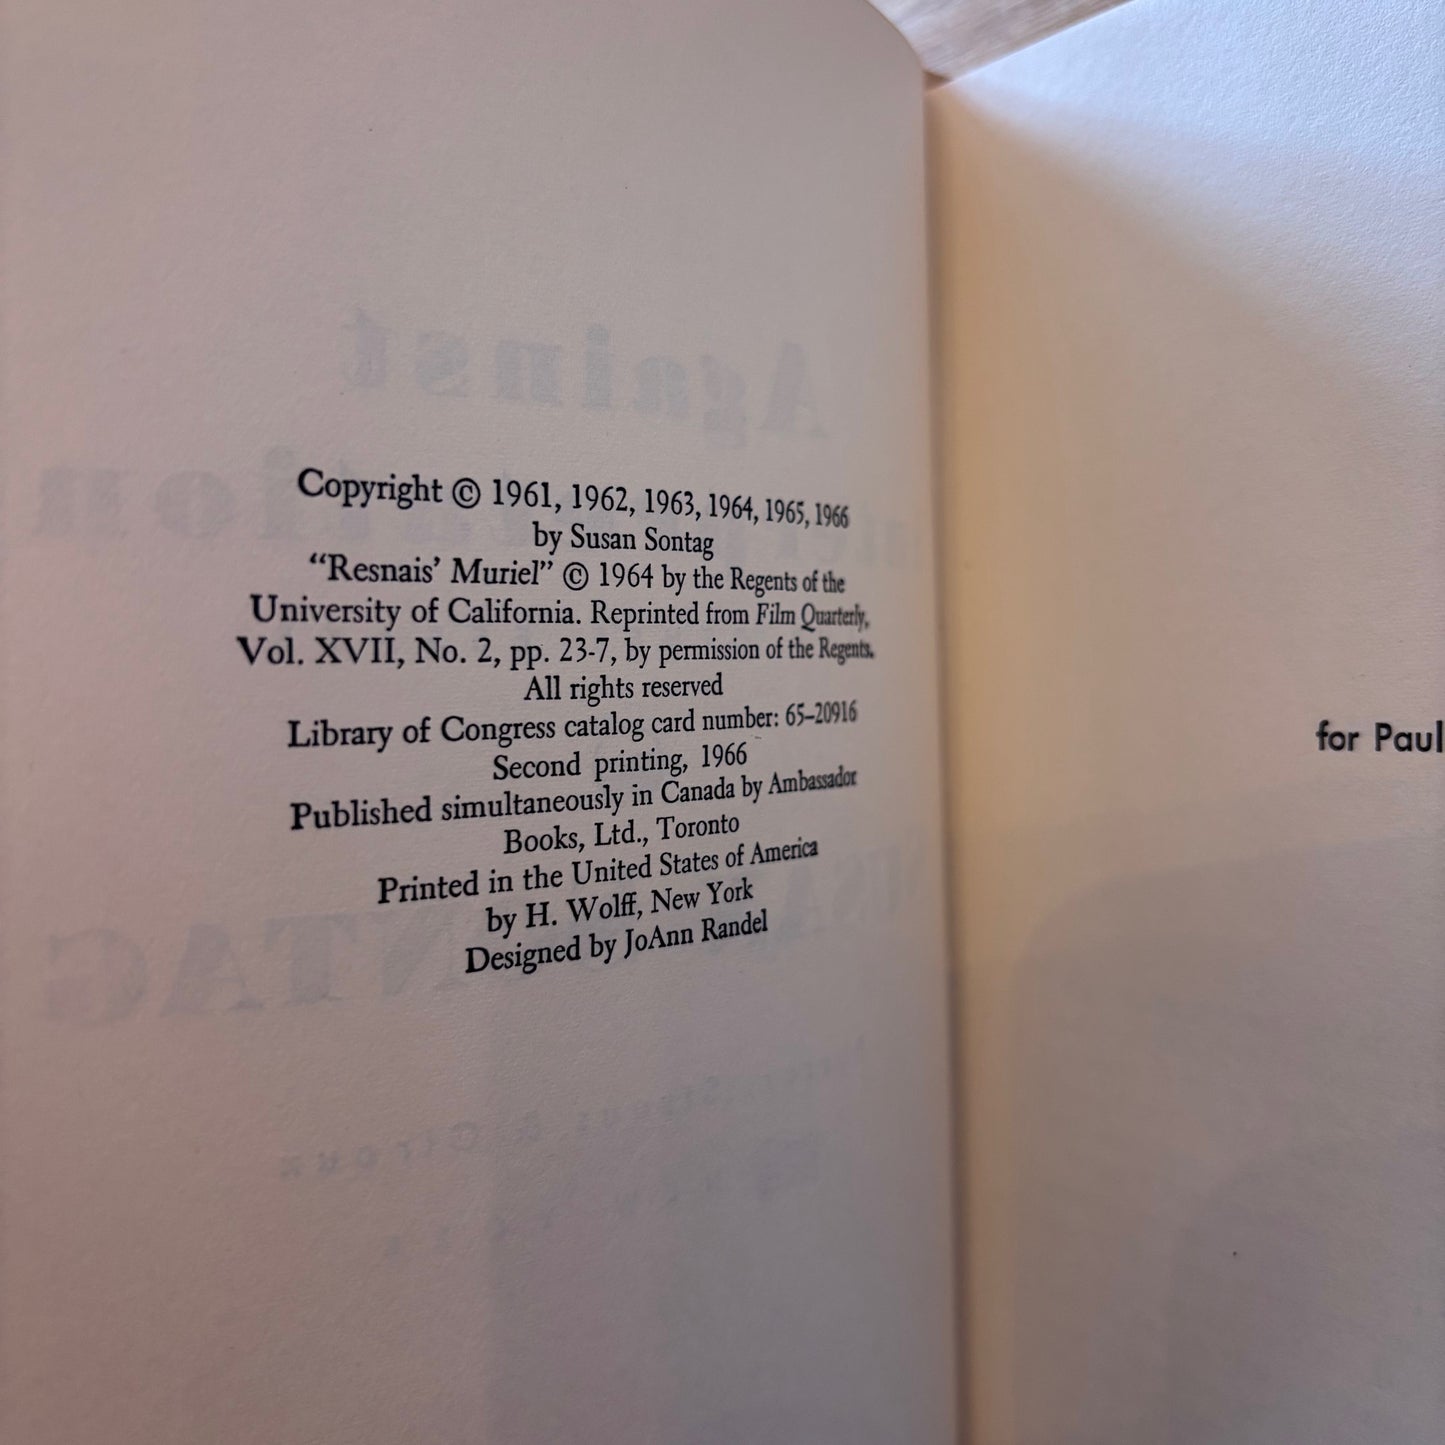 Copyright © 1961, 1962, 1963, 1964, 1965, 1966
by Susan Sontag
"Resnais' Muriel" © 1964 by the Regents of the
University of California. Reprinted from Film Quarterly,
Vol. XVII, No. 2, pp. 23-7, by permission of the Regents.
All rights reserved
Library of Congress catalog card number: 65–20916
Second printing, 1966
Published simultaneously in Canada by Ambassador
Books, Ltd., Toronto
Printed in the United States of America
by H. Wolff, New York
Designed by JoAnn Randel
for Paul
Against